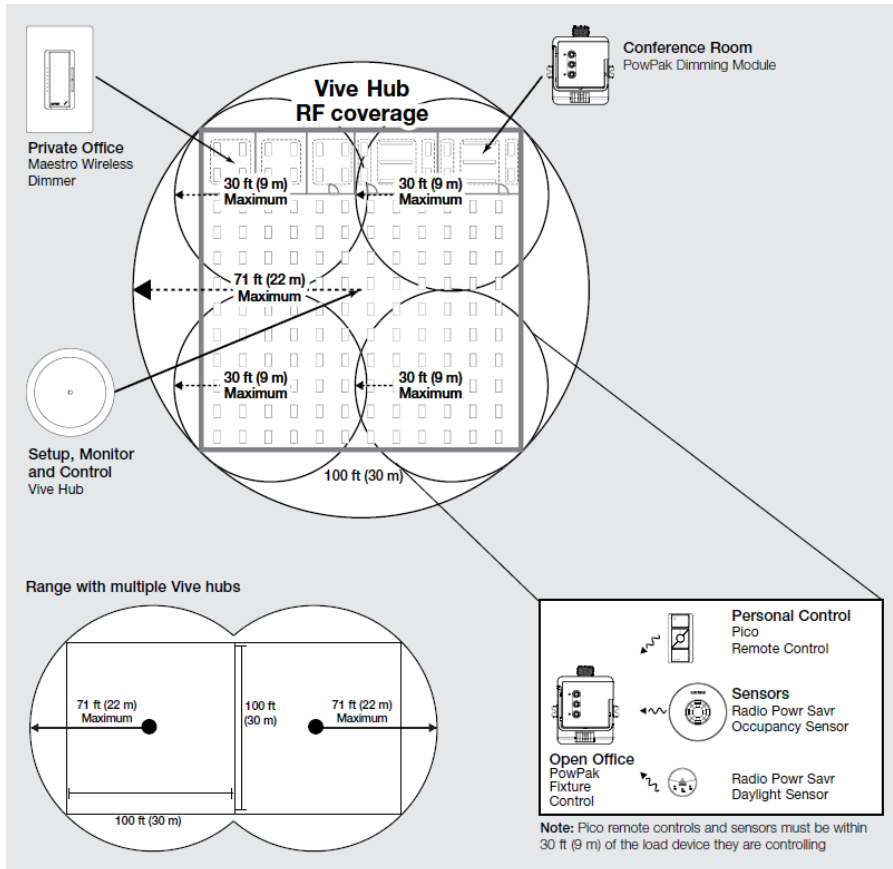 Vive Hub
RF coverage
Conference Room
PowPak Dimming Module
Private Office
Maestro Wireless
Dimmer
30 ft (9 m)
Maximum
30 ft (9 m)
Maximum
71 ft (22 m)
Maximum
30 ft (9 m)
Maximum
30 ft (9 m)
Maximum
Setup, Monitor
and Control
Vive Hub
100 ft (30 m)
Range with multiple Vive hubs
71 ft (22 m)
Maximum
100 ft
(30 m)
71 ft (22 m)
Maximum
100 ft (30 m)
Personal Control
Pico
Remote Control
Sensors
Radio Powr Savr
Occupancy Sensor
Open Office
PowPak
Fixture
Control
Radio Powr Savr
Daylight Sensor
Note: Pico remote controls and sensors must be within
30 ft (9 m) of the load device they are controlling